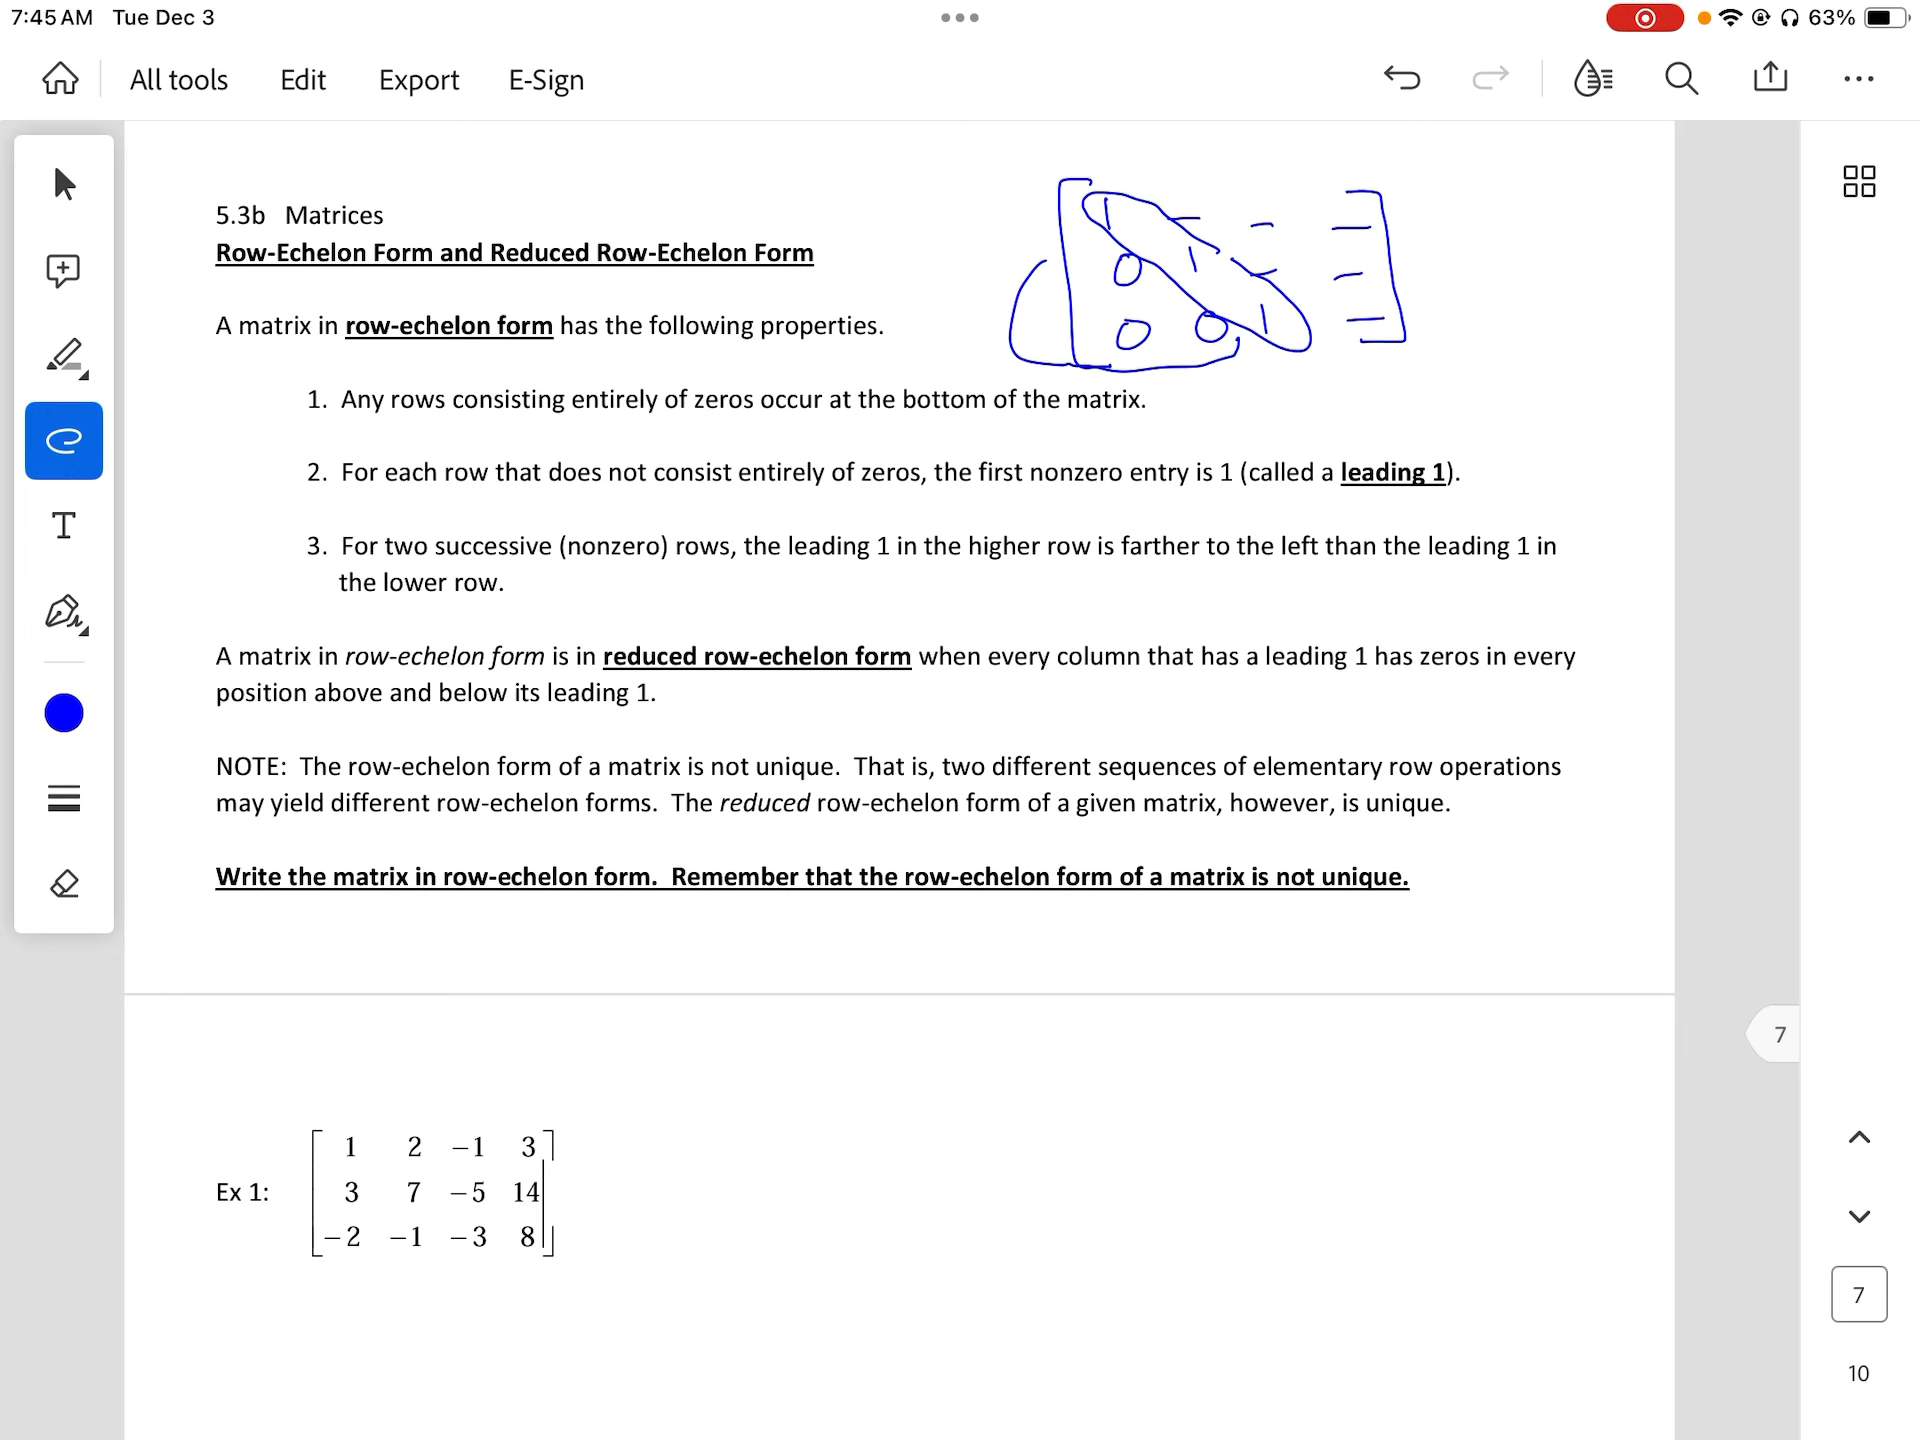 7:45 AM Tue Dec 3
63%
All tools Edit Export E-Sign
5.3b Matrices
Row-Echelon Form and Reduced Row-Echelon Form
A matrix in row-echelon form has the following properties.
1 – – –
0 1 – –
0 0 1 –
1. Any rows consisting entirely of zeros occur at the bottom of the matrix.
2. For each row that does not consist entirely of zeros, the first nonzero entry is 1 (called a leading 1).
3. For two successive (nonzero) rows, the leading 1 in the higher row is farther to the left than the leading 1 in
the lower row.
A matrix in row-echelon form is in reduced row-echelon form when every column that has a leading 1 has zeros in every
position above and below its leading 1.
NOTE: The row-echelon form of a matrix is not unique. That is, two different sequences of elementary row operations
may yield different row-echelon forms. The reduced row-echelon form of a given matrix, however, is unique.
Write the matrix in row-echelon form. Remember that the row-echelon form of a matrix is not unique.
7
1 2 −1 3
Ex 1: 3 7 −5 14
−2 −1 −3 8
7
10